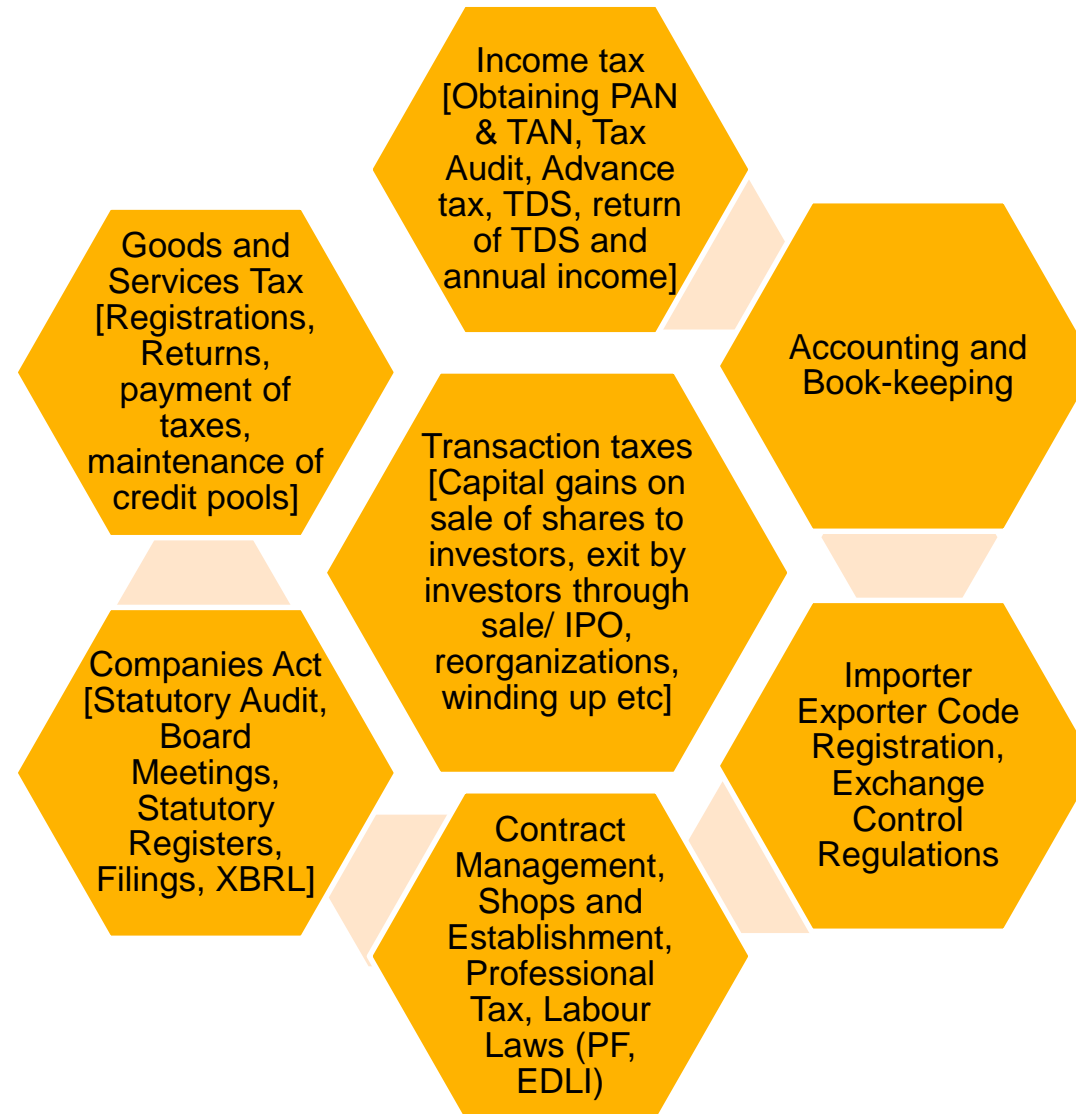 Income tax
[Obtaining PAN
& TAN, Tax
Audit, Advance
tax, TDS, return
of TDS and
annual income]
Accounting and
Book-keeping
Importer
Exporter Code
Registration,
Exchange
Control
Regulations
Contract
Management,
Shops and
Establishment,
Professional
Tax, Labour
Laws (PF,
EDLI)
Companies Act
[Statutory Audit,
Board
Meetings,
Statutory
Registers,
Filings, XBRL]
Goods and
Services Tax
[Registrations,
Returns,
payment of
taxes,
maintenance of
credit pools]
Transaction taxes
[Capital gains on
sale of shares to
investors, exit by
investors through
sale/ IPO,
reorganizations,
winding up etc]